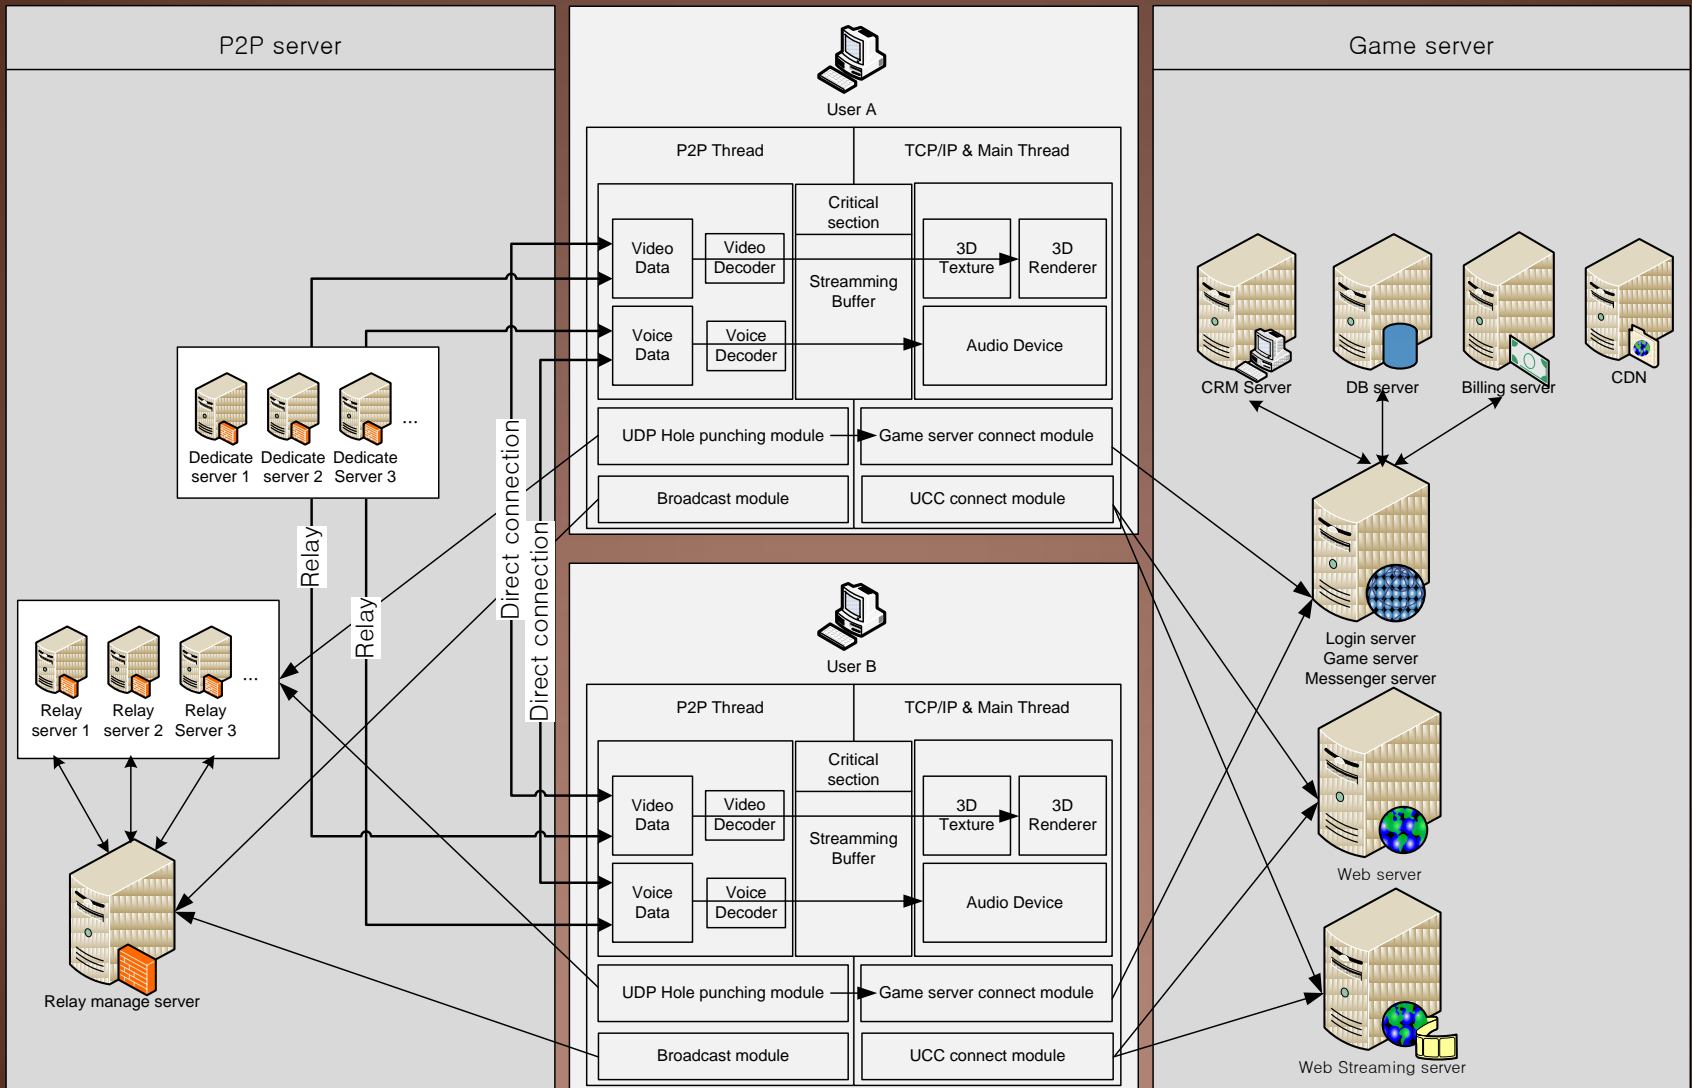 P2P server
Dedicate
server 1
Dedicate
server 2
Dedicate
Server 3
...
Relay
Relay
Direct connection
Direct connection
Relay
server 1
Relay
server 2
Relay
Server 3
...
Relay manage server
User A
P2P Thread
TCP/IP & Main Thread
Video
Data
Video
Decoder
Critical
section
Streamming
Buffer
3D
Texture
3D
Renderer
Voice
Data
Voice
Decoder
Audio Device
UDP Hole punching module
Game server connect module
Broadcast module
UCC connect module
User B
P2P Thread
TCP/IP & Main Thread
Video
Data
Video
Decoder
Critical
section
Streamming
Buffer
3D
Texture
3D
Renderer
Voice
Data
Voice
Decoder
Audio Device
UDP Hole punching module
Game server connect module
Broadcast module
UCC connect module
Game server
CRM Server
DB server
Billing server
CDN
Login server
Game server
Messenger server
Web server
Web Streaming server